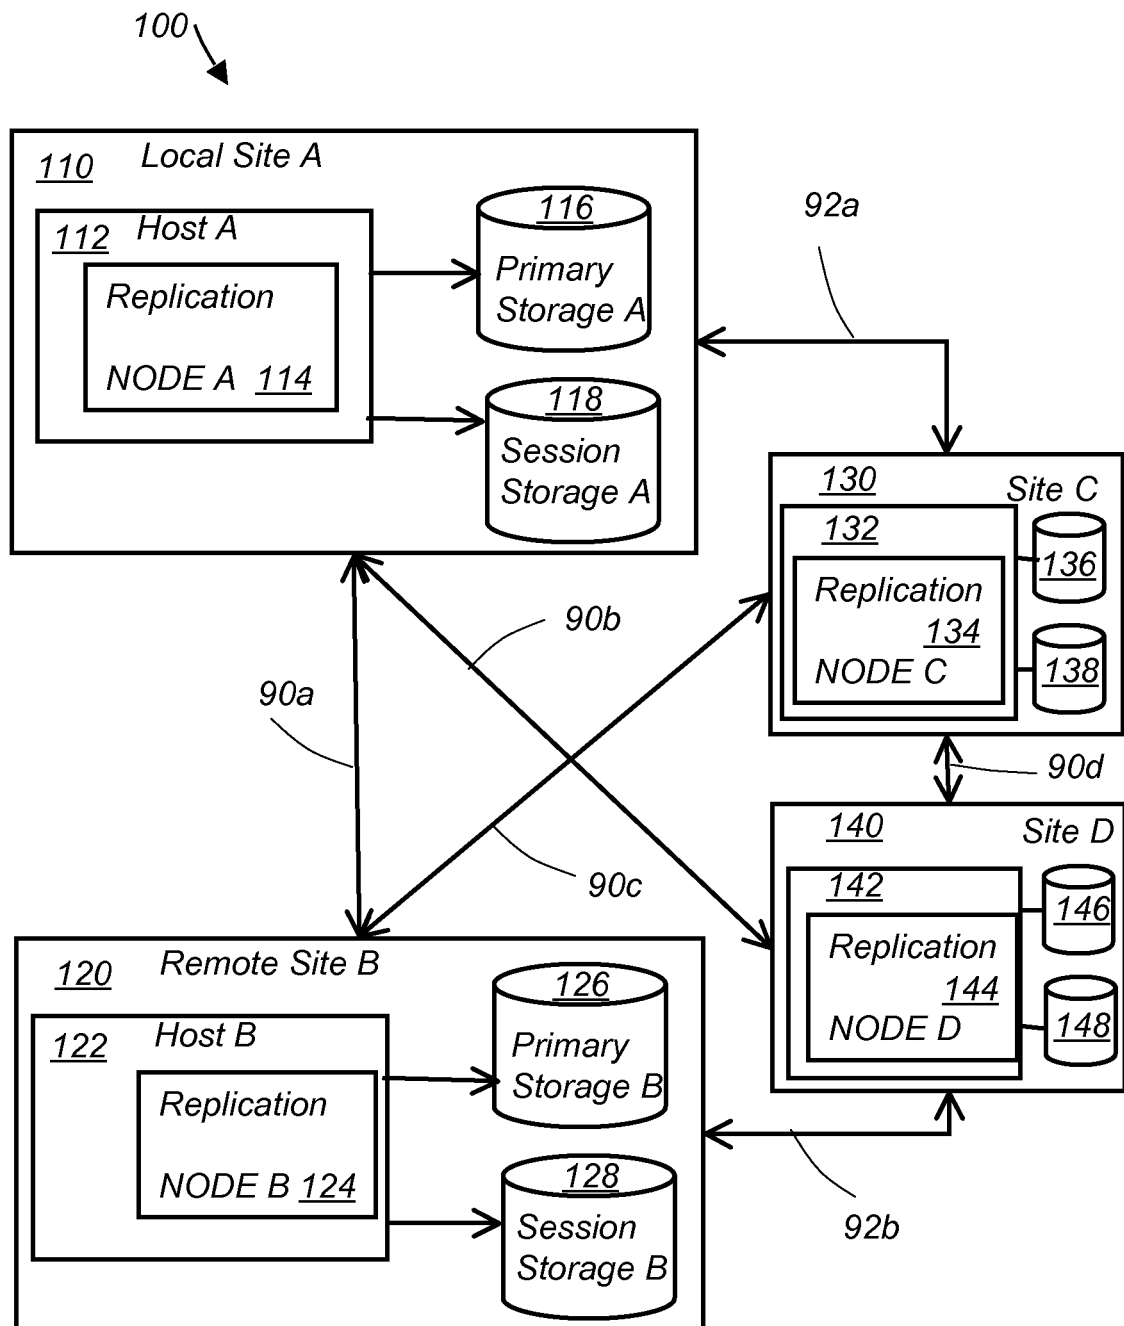 100
Local Site A
110
Host A
112
Replication
NODE A 114
116
Primary
Storage A
118
Session
Storage A
92a
130
Site C
132
Replication
134
NODE C
136
138
90b
90a
90d
90c
140
Site D
142
Replication
144
NODE D
146
148
Remote Site B
120
Host B
122
Replication
NODE B 124
126
Primary
Storage B
128
Session
Storage B
92b